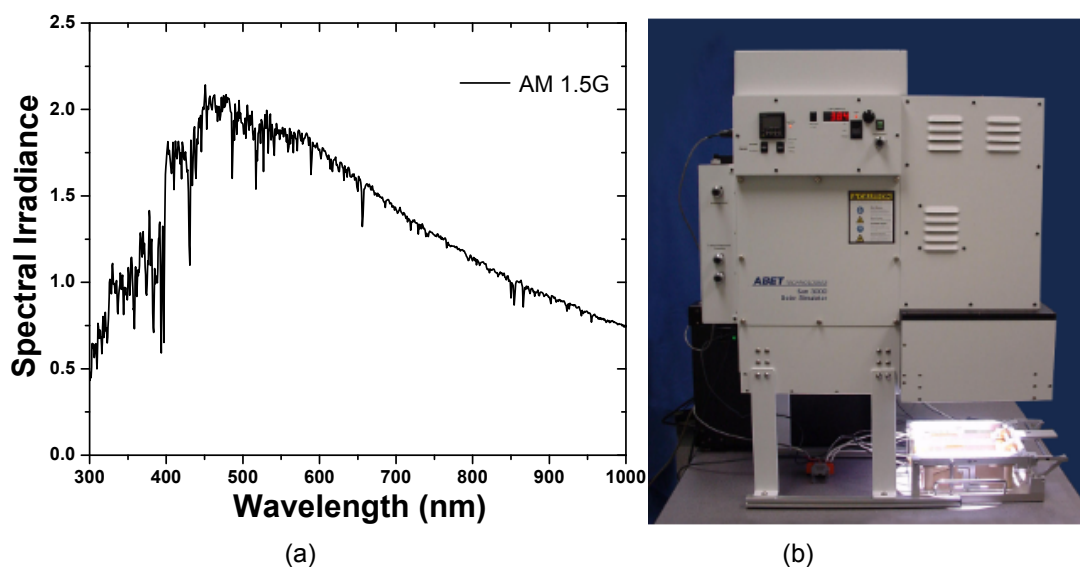 2.5
2.0
1.5
1.0
0.5
0.0
Spectral Irradiance
AM 1.5G
300 400 500 600 700 800 900 1000
Wavelength (nm)
(a)
ABET TECHNOLOGIES
Sun 3000
Solar Simulator
(b)